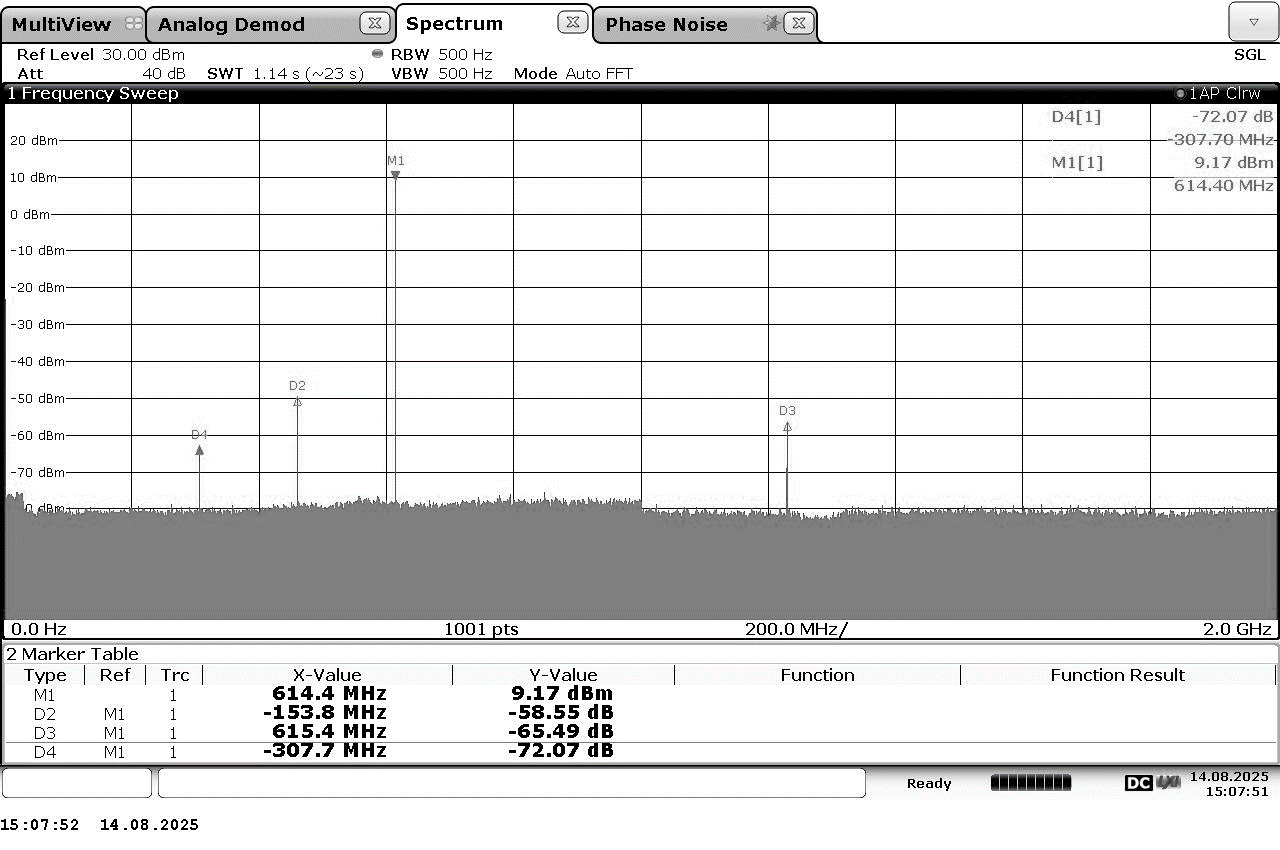 MultiView Analog Demod Spectrum Phase Noise
Ref Level 30.00 dBm RBW 500 Hz SGL
Att 40 dB SWT 1.14 s (~23 s) VBW 500 Hz Mode Auto FFT
1 Frequency Sweep 1AP Clrw
D4[1] -72.07 dB
-307.70 MHz
M1[1] 9.17 dBm
614.40 MHz
20 dBm
M1
10 dBm
0 dBm
-10 dBm
-20 dBm
-30 dBm
-40 dBm
D2
-50 dBm
D3
D4
-60 dBm
-70 dBm
0.0 Hz 1001 pts 200.0 MHz/ 2.0 GHz
2 Marker Table
Type Ref Trc X-Value Y-Value Function Function Result
M1 1 614.4 MHz 9.17 dBm
D2 M1 1 -153.8 MHz -58.55 dB
D3 M1 1 615.4 MHz -65.49 dB
D4 M1 1 -307.7 MHz -72.07 dB
Ready DC 14.08.2025
15:07:51
15:07:52 14.08.2025